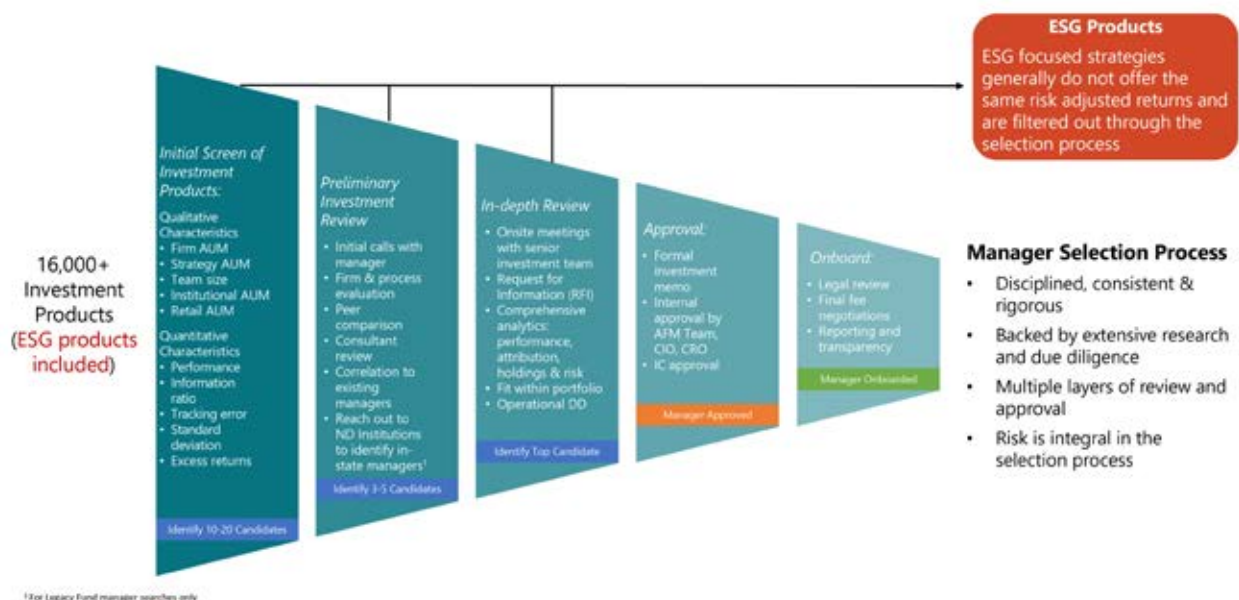 ESG Products
ESG focused strategies
generally do not offer the
same risk adjusted returns and
are filtered out through the
selection process
16,000+
Investment
Products
(ESG products
included)
Initial Screen of
Investment
Products:
Qualitative
Characteristics
• Firm AUM
• Strategy AUM
• Team size
• Institutional AUM
• Retail AUM
Quantitative
Characteristics
• Performance
• Information
ratio
• Tracking error
• Standard
deviation
• Excess returns
Identify 10-20 Candidates
Preliminary
Investment
Review
• Initial calls with
manager
• Firm & process
evaluation
• Peer
comparison
• Consultant
review
• Correlation to
existing
managers
• Reach out to
ND Institutions
to identify in-
state managers¹
Identify 3-5 Candidates
In-depth Review
• Onsite meetings
with senior
investment team
• Request for
Information (RFI)
• Comprehensive
analytics:
performance,
attribution,
holdings & risk
• Fit within portfolio
• Operational DD
Identify Top Candidate
Approval:
• Formal
investment
memo
• Internal
approval by
AFM Team,
CIO, CRO
• IC approval
Manager Approved
Onboard:
• Legal review
• Final fee
negotiations
• Reporting and
transparency
Manager Onboarded
Manager Selection Process
• Disciplined, consistent &
rigorous
• Backed by extensive research
and due diligence
• Multiple layers of review and
approval
• Risk is integral in the
selection process
¹ For Legacy Fund manager searches only